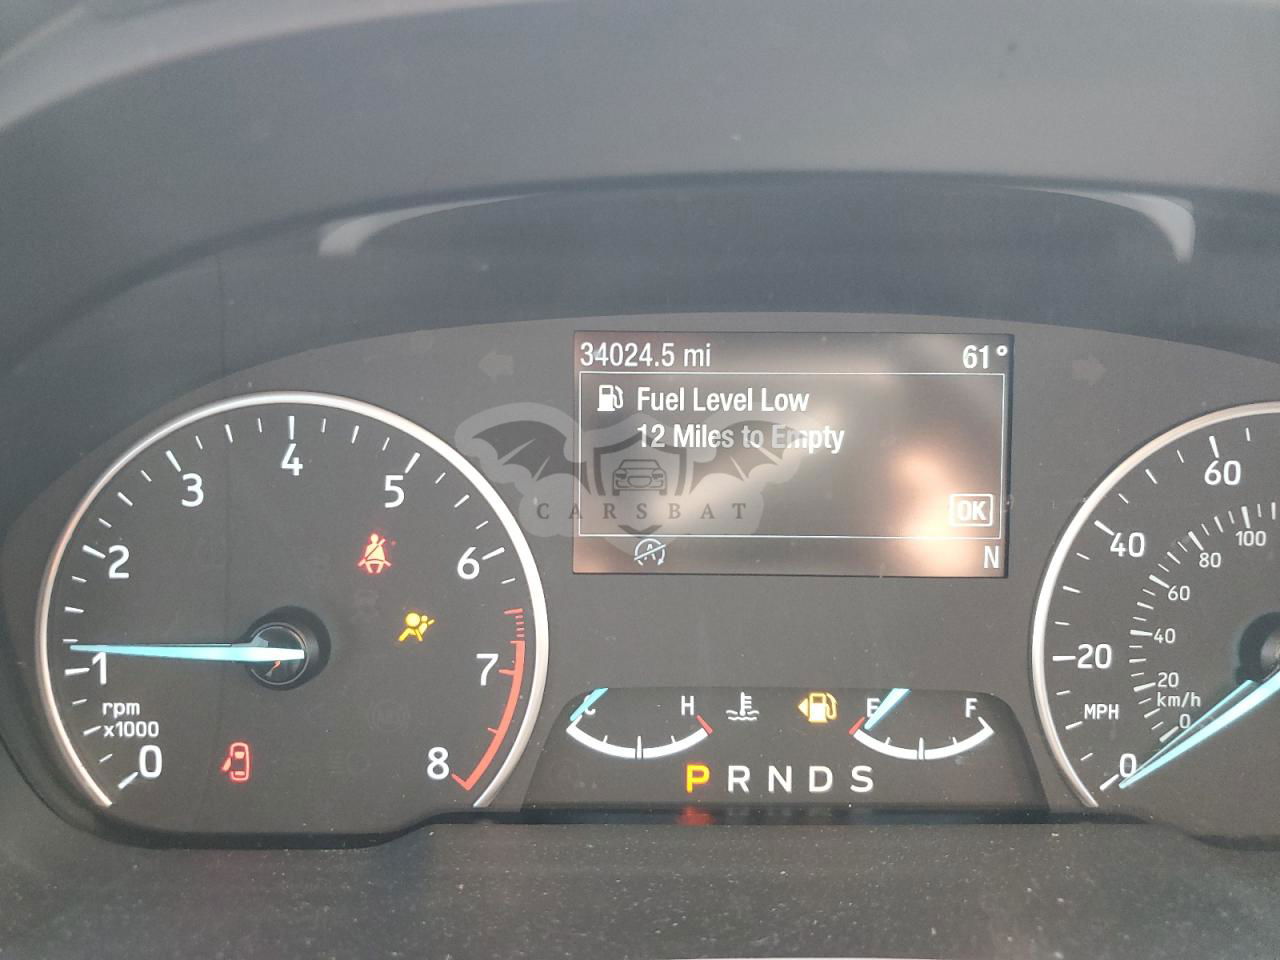 34024.5 mi 61°
Fuel Level Low
12 Miles to Empty
OK
CARSBAT
A N
0 1 2 3 4 5 6 7 8
rpm
x1000
C H E F
P R N D S
0 20 40 60
MPH
0 20 40 60 80 100
km/h